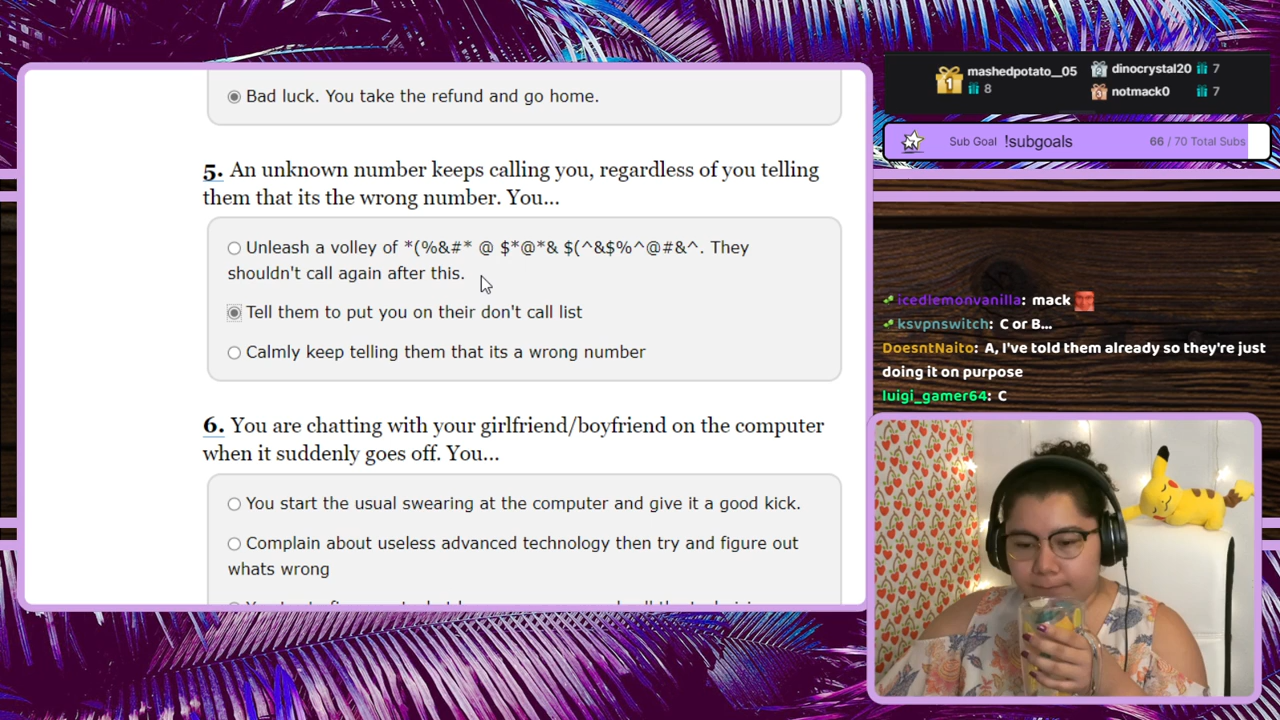 Bad luck. You take the refund and go home.
5. An unknown number keeps calling you, regardless of you telling
them that its the wrong number. You...
Unleash a volley of *(%&#* @ $*@*& $(^&$%^@#&^. They
shouldn't call again after this.
Tell them to put you on their don't call list
Calmly keep telling them that its a wrong number
6. You are chatting with your girlfriend/boyfriend on the computer
when it suddenly goes off. You...
You start the usual swearing at the computer and give it a good kick.
Complain about useless advanced technology then try and figure out
whats wrong
1
mashedpotato__05
8
2
dinocrystal20 7
3
notmack0 7
Sub Goal !subgoals 66 / 70 Total Subs
icedlemonvanilla: mack
ksvpnswitch: C or B...
DoesntNaito: A, I've told them already so they're just
doing it on purpose
luigi_gamer64: C